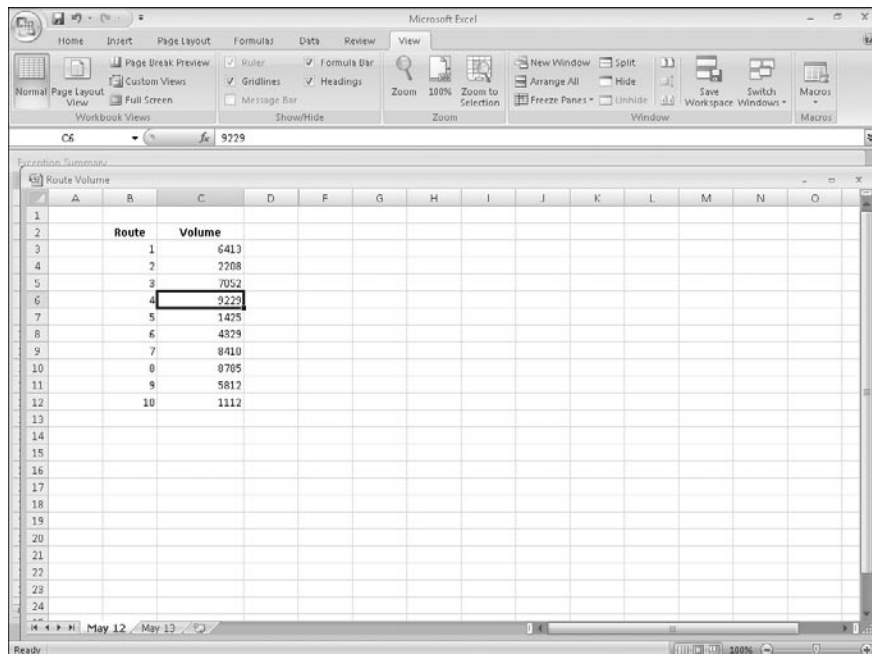 Microsoft Excel
Home Insert Page Layout Formulas Data Review View
Normal
Page Layout View
Page Break Preview
Custom Views
Full Screen
Workbook Views
Ruler
Gridlines
Message Bar
Formula Bar
Headings
Show/Hide
Zoom
100%
Zoom to Selection
Zoom
New Window
Arrange All
Freeze Panes
Split
Hide
Unhide
Save Workspace
Switch Windows
Window
Macros
Macros
C6 fx 9229
Exception Summary
Route Volume
A B C D F G H I J K L M N O
1
2 Route Volume
3 1 6413
4 2 2208
5 3 7052
6 4 9229
7 5 1425
8 6 4329
9 7 8410
10 8 8785
11 9 5812
12 10 1112
13
14
15
16
17
18
19
20
21
22
23
24
May 12 May 13
Ready 100%